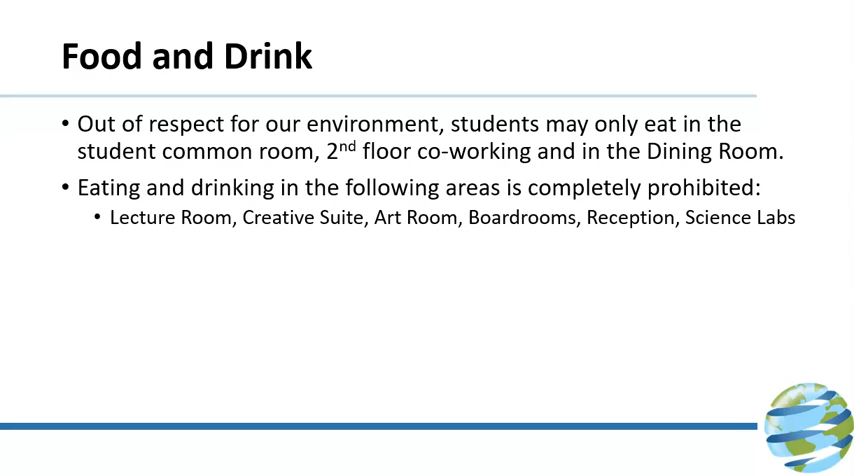 Food and Drink
• Out of respect for our environment, students may only eat in the
student common room, 2nd floor co-working and in the Dining Room.
• Eating and drinking in the following areas is completely prohibited:
• Lecture Room, Creative Suite, Art Room, Boardrooms, Reception, Science Labs